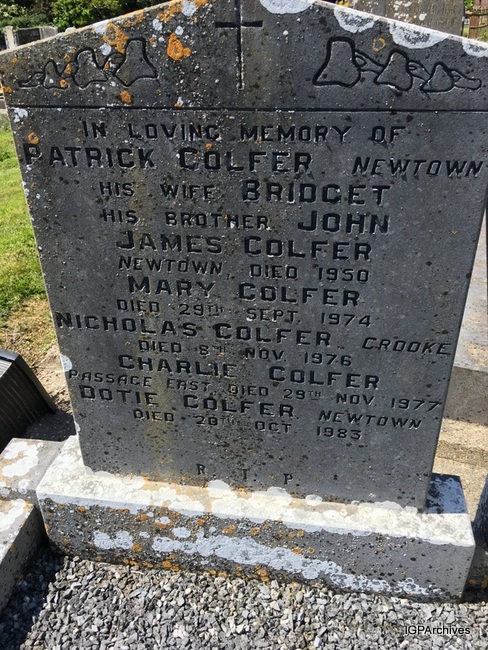 IN LOVING MEMORY OF
PATRICK COLFER NEWTOWN
HIS WIFE BRIDGET
HIS BROTHER JOHN
JAMES COLFER
NEWTOWN DIED 1950
MARY COLFER
DIED 29TH SEPT. 1974
NICHOLAS COLFER CROOKE
DIED 8TH NOV 1976
CHARLIE COLFER
PASSAGE EAST DIED 29TH NOV 1977
DOTIE COLFER NEWTOWN
DIED 20TH OCT 1983
R I P
IGPArchives